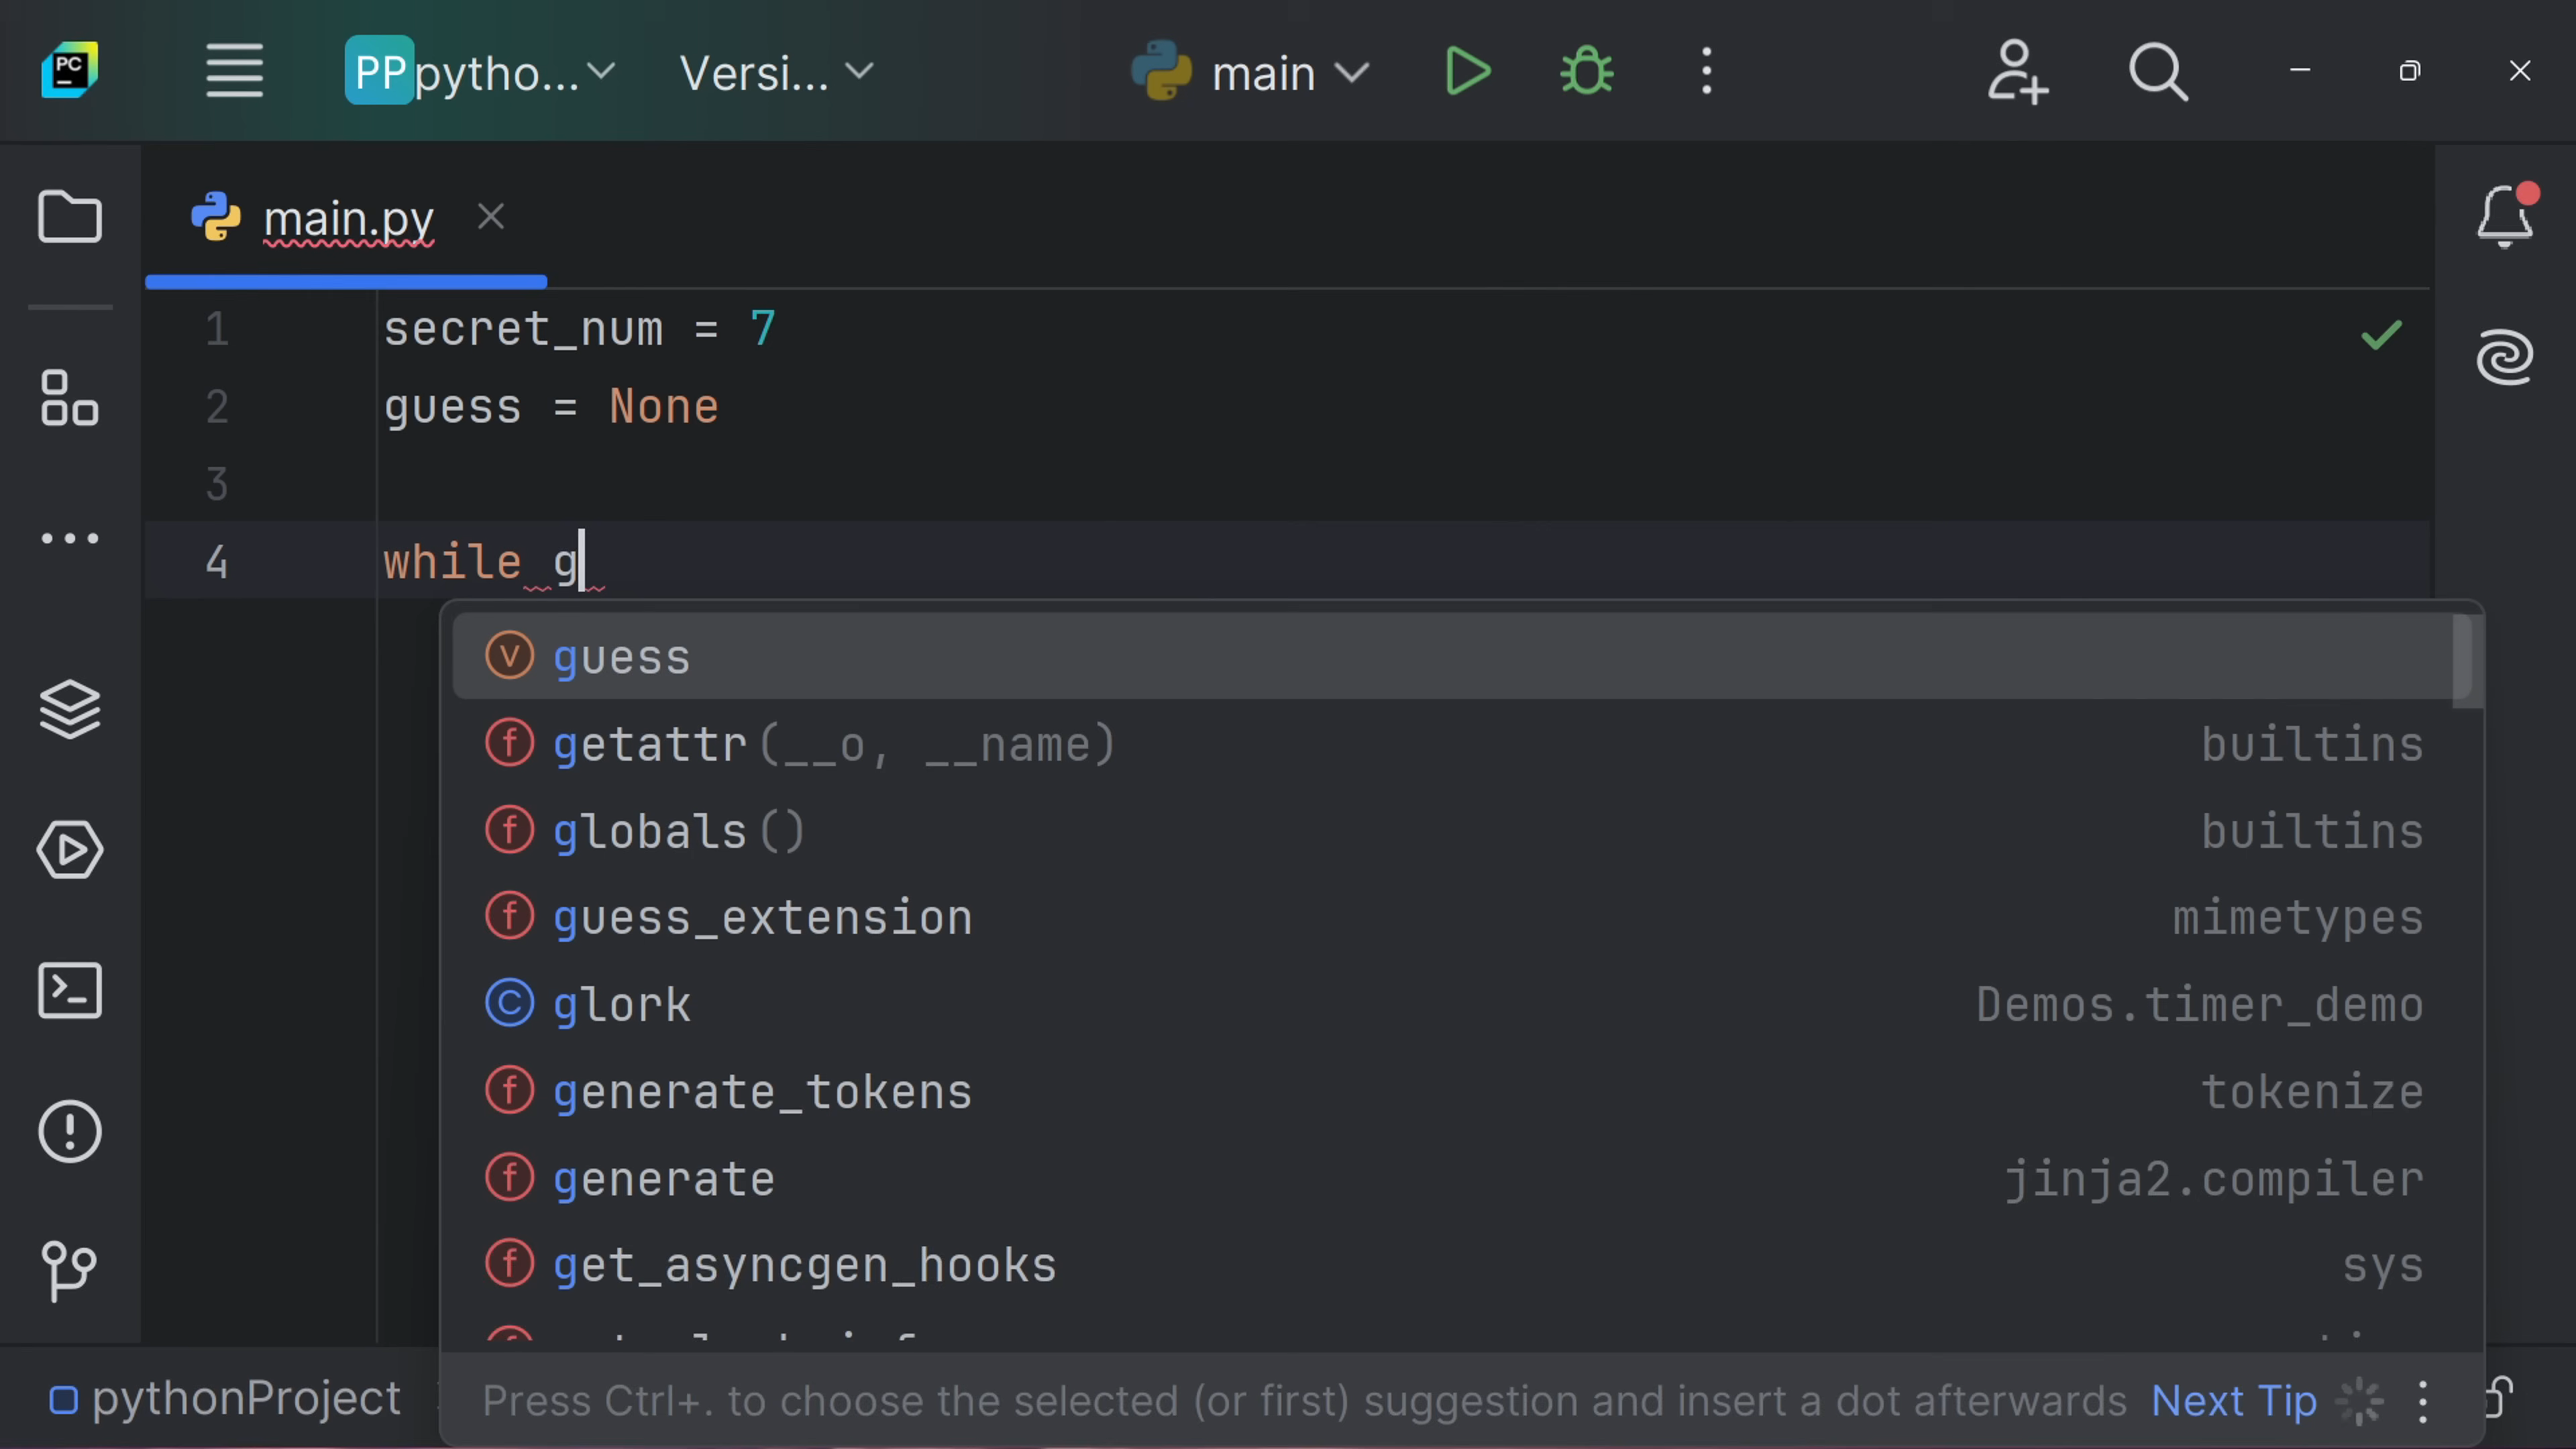 PC
PP pytho... Versi... main
main.py
1 secret_num = 7
2 guess = None
3
4 while g
v guess
f getattr(__o, __name) builtins
f globals() builtins
f guess_extension mimetypes
C glork Demos.timer_demo
f generate_tokens tokenize
f generate jinja2.compiler
f get_asyncgen_hooks sys
pythonProject
Press Ctrl+. to choose the selected (or first) suggestion and insert a dot afterwards Next Tip